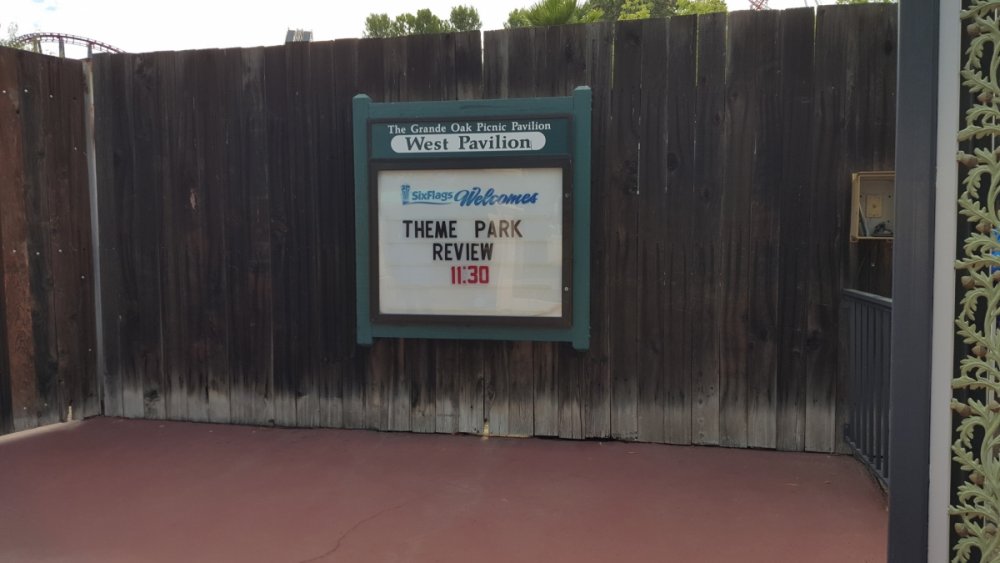 The Grande Oak Picnic Pavilion
West Pavilion
SixFlags Welcomes
THEME PARK
REVIEW
11:30